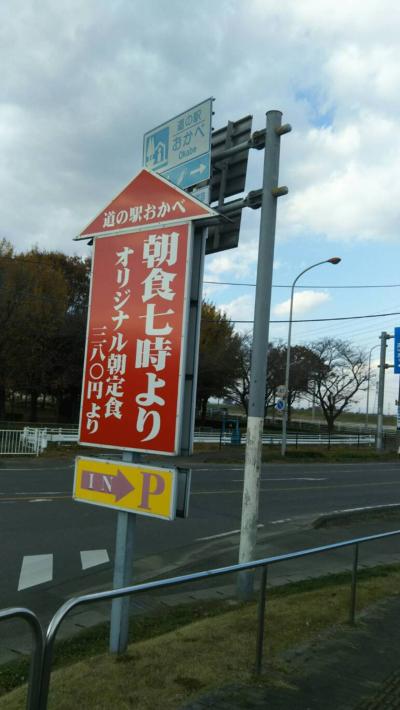 道の駅
おかべ
Okabe
道の駅おかべ
朝食七時より
オリジナル朝定食
三八〇円より
IN P